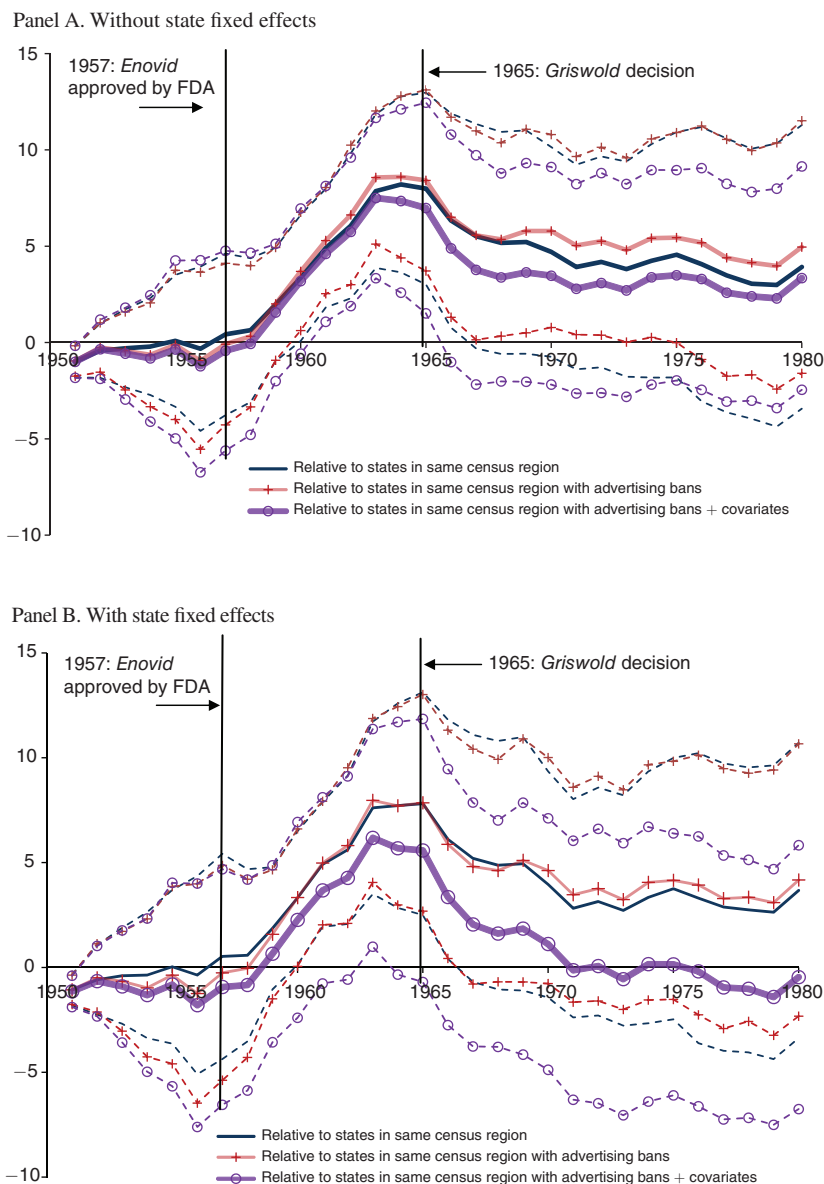 Panel A. Without state fixed effects
15
1957: Enovid
approved by FDA
1965: Griswold decision
10
5
0
1950
1955
1960
1965
1970
1975
1980
−5
−10
Relative to states in same census region
Relative to states in same census region with advertising bans
Relative to states in same census region with advertising bans + covariates
Panel B. With state fixed effects
15
1957: Enovid
approved by FDA
1965: Griswold decision
10
5
0
1950
1955
1960
1965
1970
1975
1980
−5
−10
Relative to states in same census region
Relative to states in same census region with advertising bans
Relative to states in same census region with advertising bans + covariates